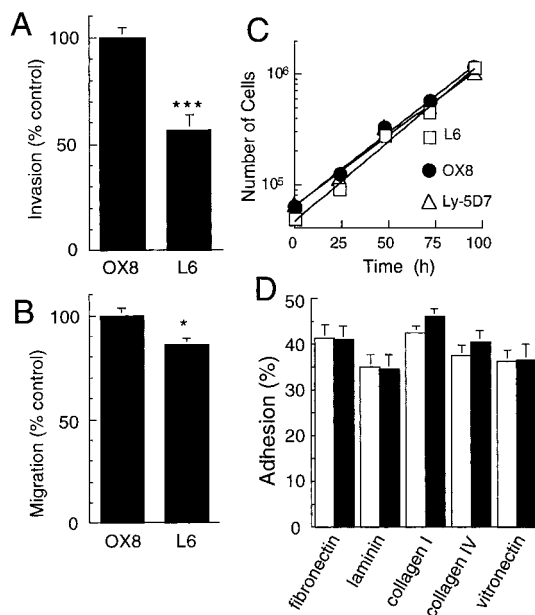 A
Invasion (% control)
100
50
0
***
OX8 L6
B
Migration (% control)
100
50
0
*
OX8 L6
C
Number of Cells
10⁶
10⁵
L6
OX8
Ly-5D7
0 25 50 75 100
Time (h)
D
Adhesion (%)
50
40
30
20
10
0
fibronectin
laminin
collagen I
collagen IV
vitronectin